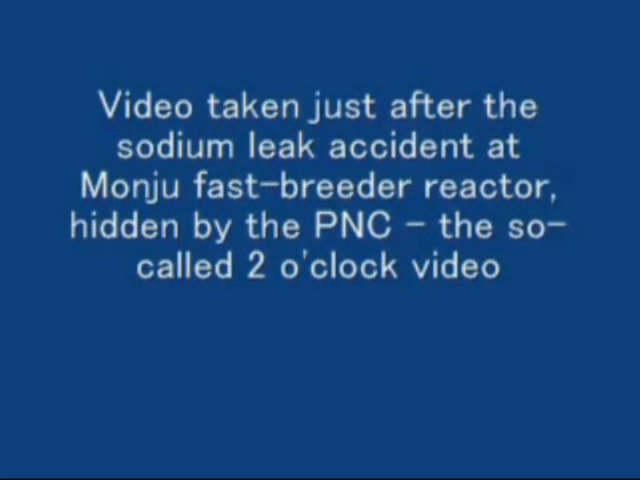 Video taken just after the
sodium leak accident at
Monju fast-breeder reactor,
hidden by the PNC - the so-
called 2 o'clock video